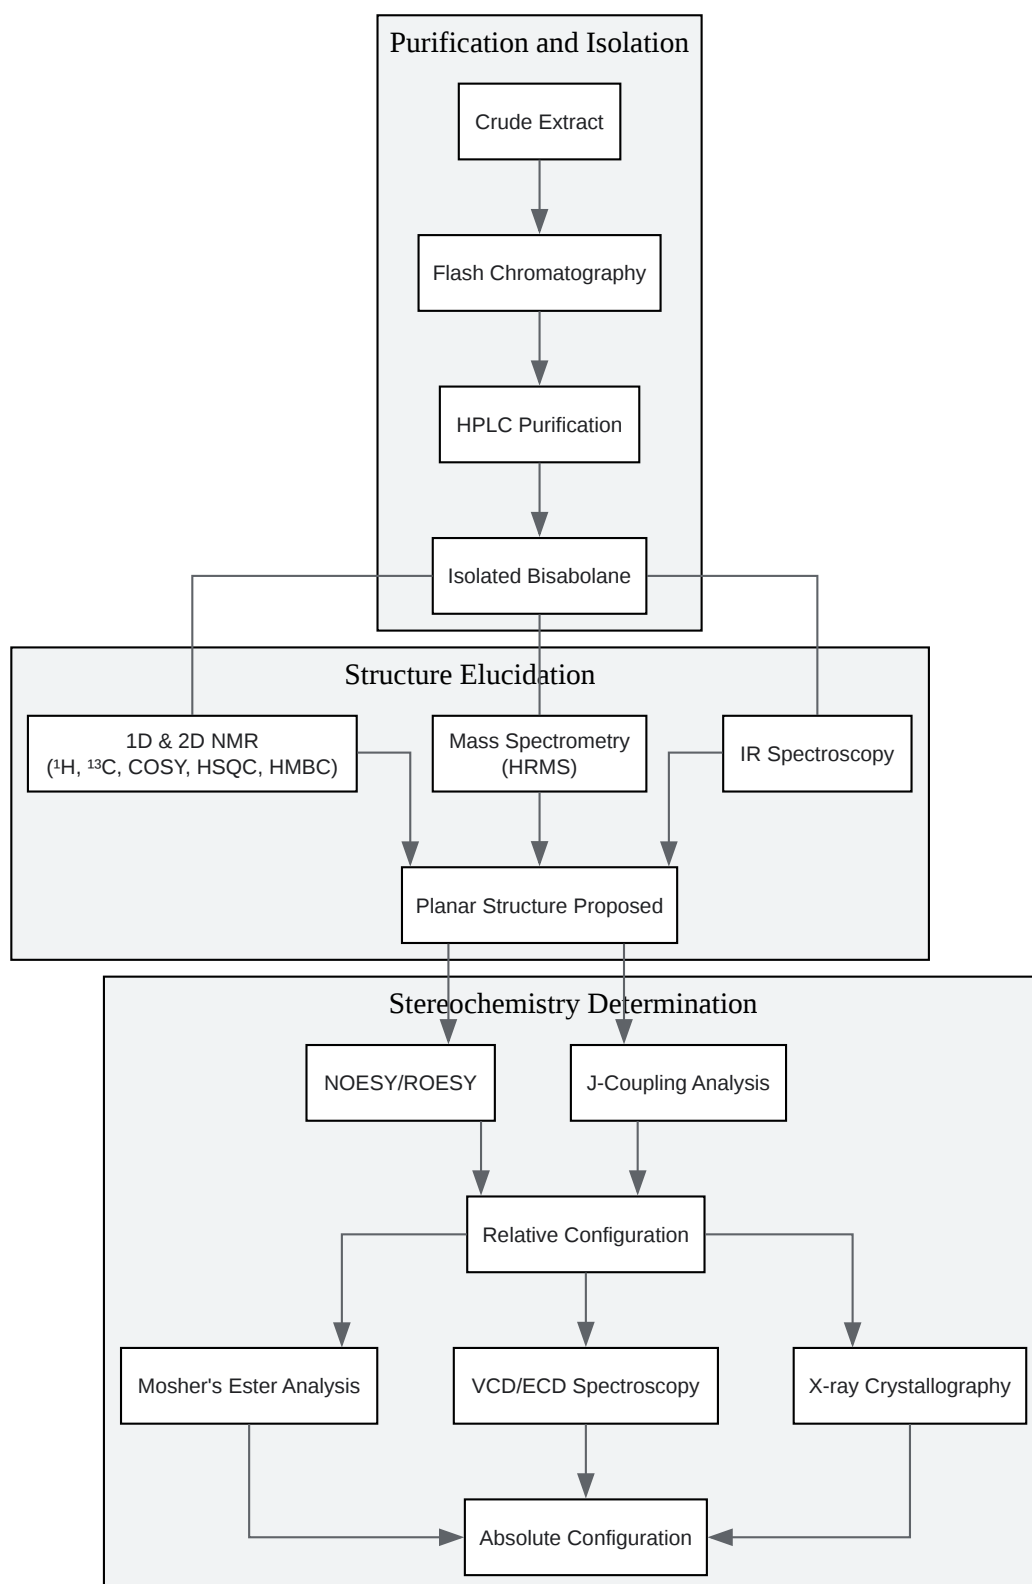 Purification and Isolation
Crude Extract
Flash Chromatography
HPLC Purification
Isolated Bisabolane
Structure Elucidation
1D & 2D NMR
(¹H, ¹³C, COSY, HSQC, HMBC)
Mass Spectrometry
(HRMS)
IR Spectroscopy
Planar Structure Proposed
Stereochemistry Determination
NOESY/ROESY
J-Coupling Analysis
Relative Configuration
Mosher's Ester Analysis
VCD/ECD Spectroscopy
X-ray Crystallography
Absolute Configuration